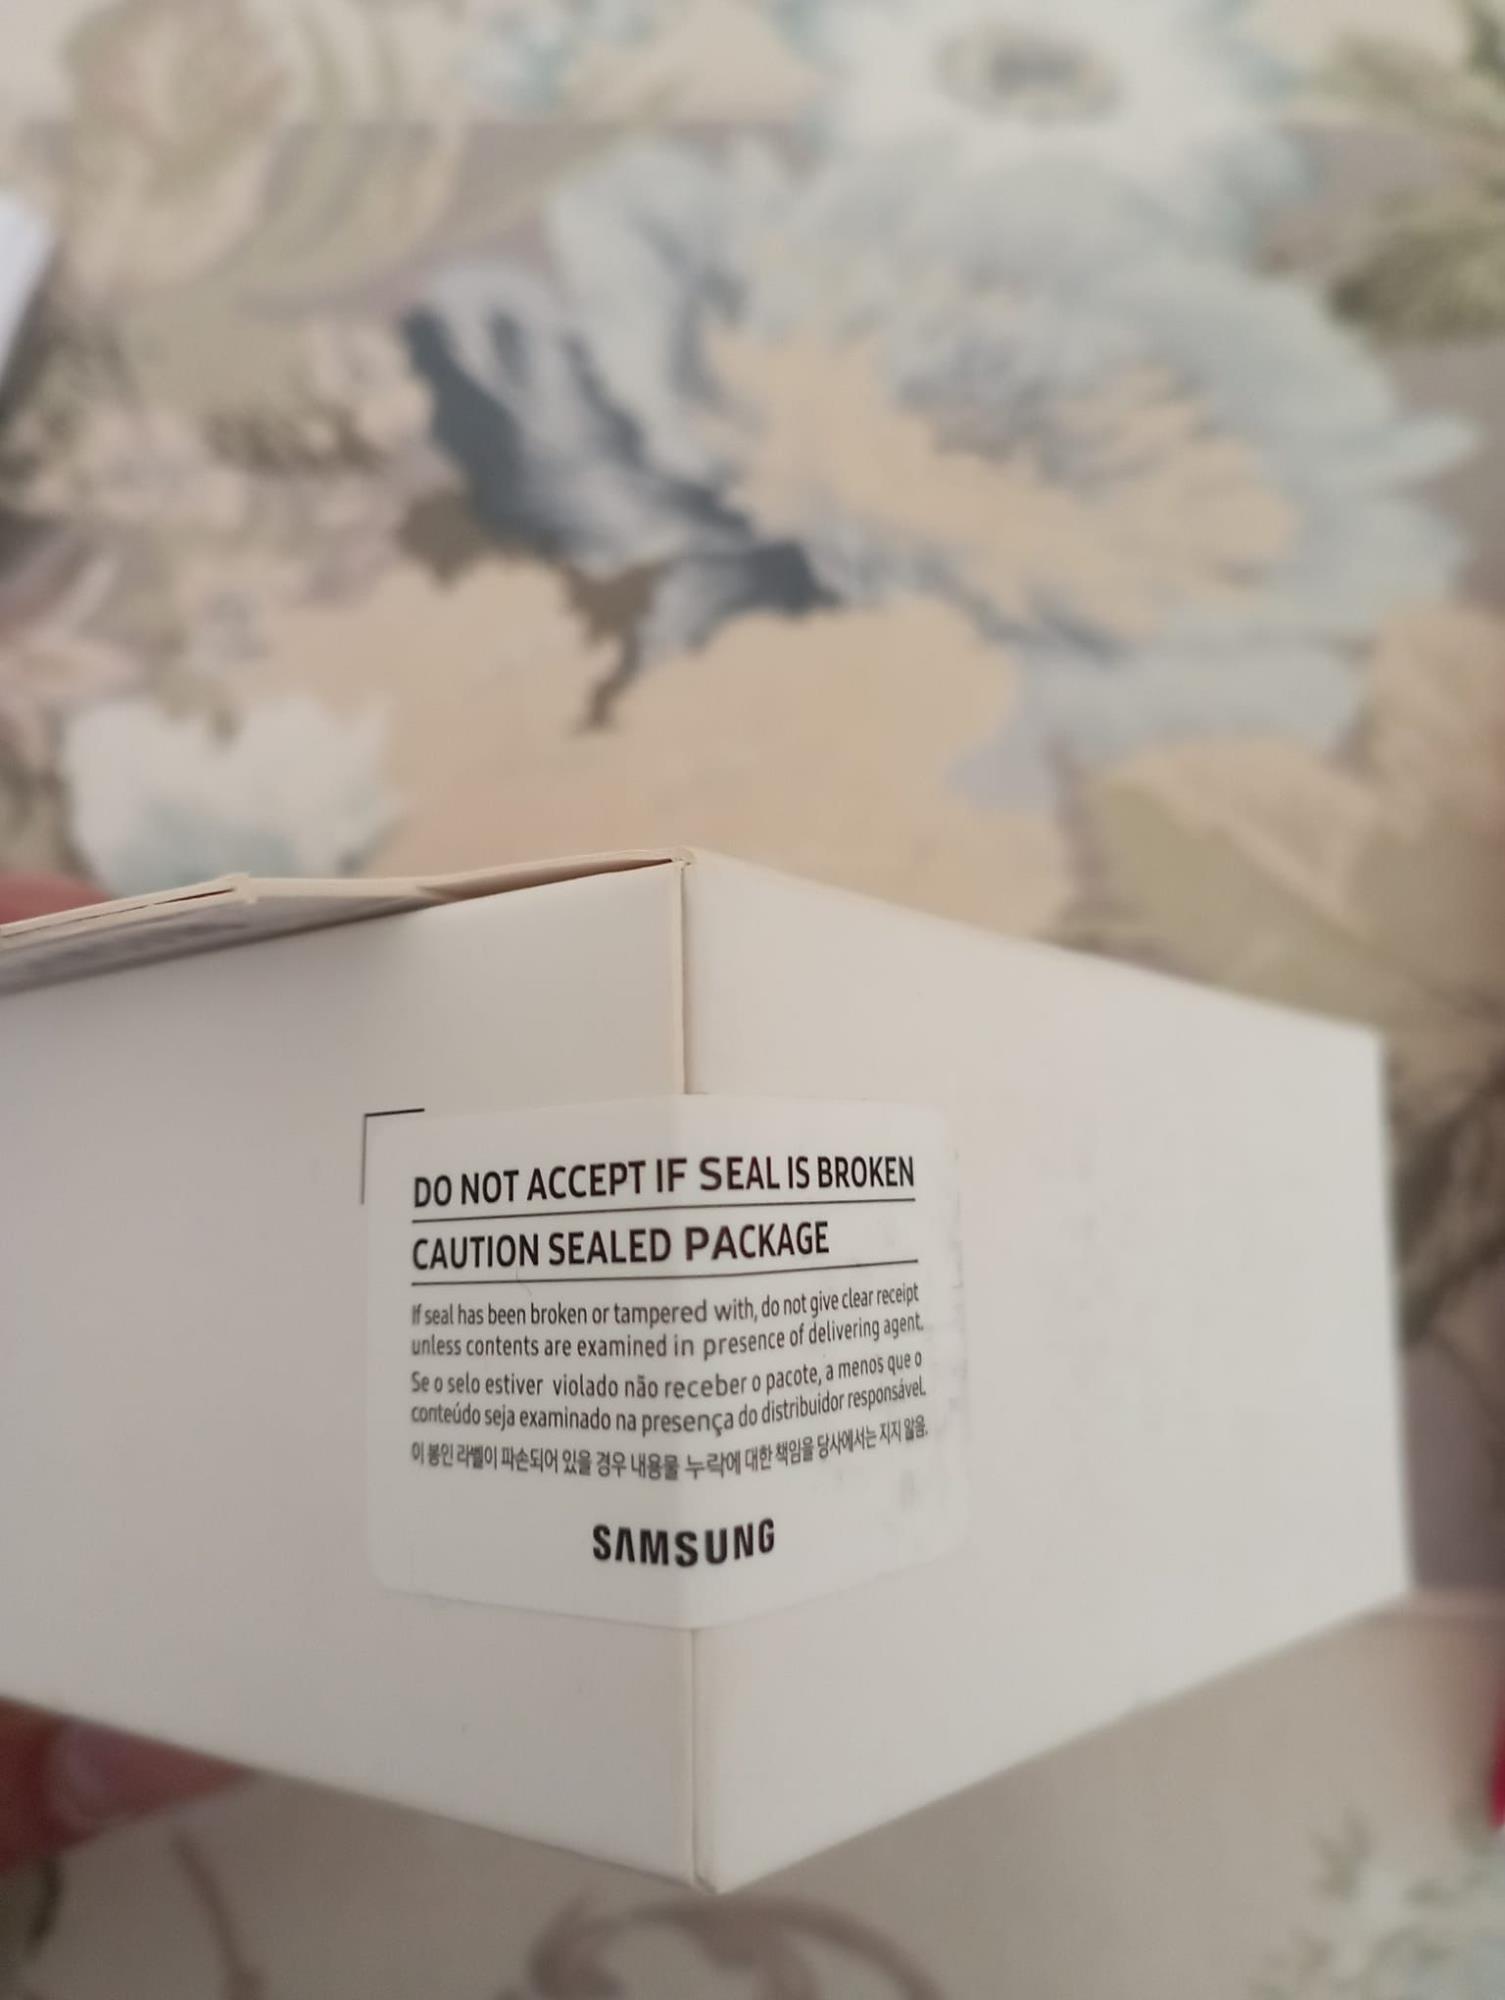 DO NOT ACCEPT IF SEAL IS BROKEN
CAUTION SEALED PACKAGE
If seal has been broken or tampered with, do not give clear receipt
unless contents are examined in presence of delivering agent.
Se o selo estiver violado não receber o pacote, a menos que o
conteúdo seja examinado na presença do distribuidor responsável.
이 봉인 라벨이 파손되어 있을 경우 내용물 누락에 대한 책임을 당사에서는 지지 않음.
SAMSUNG